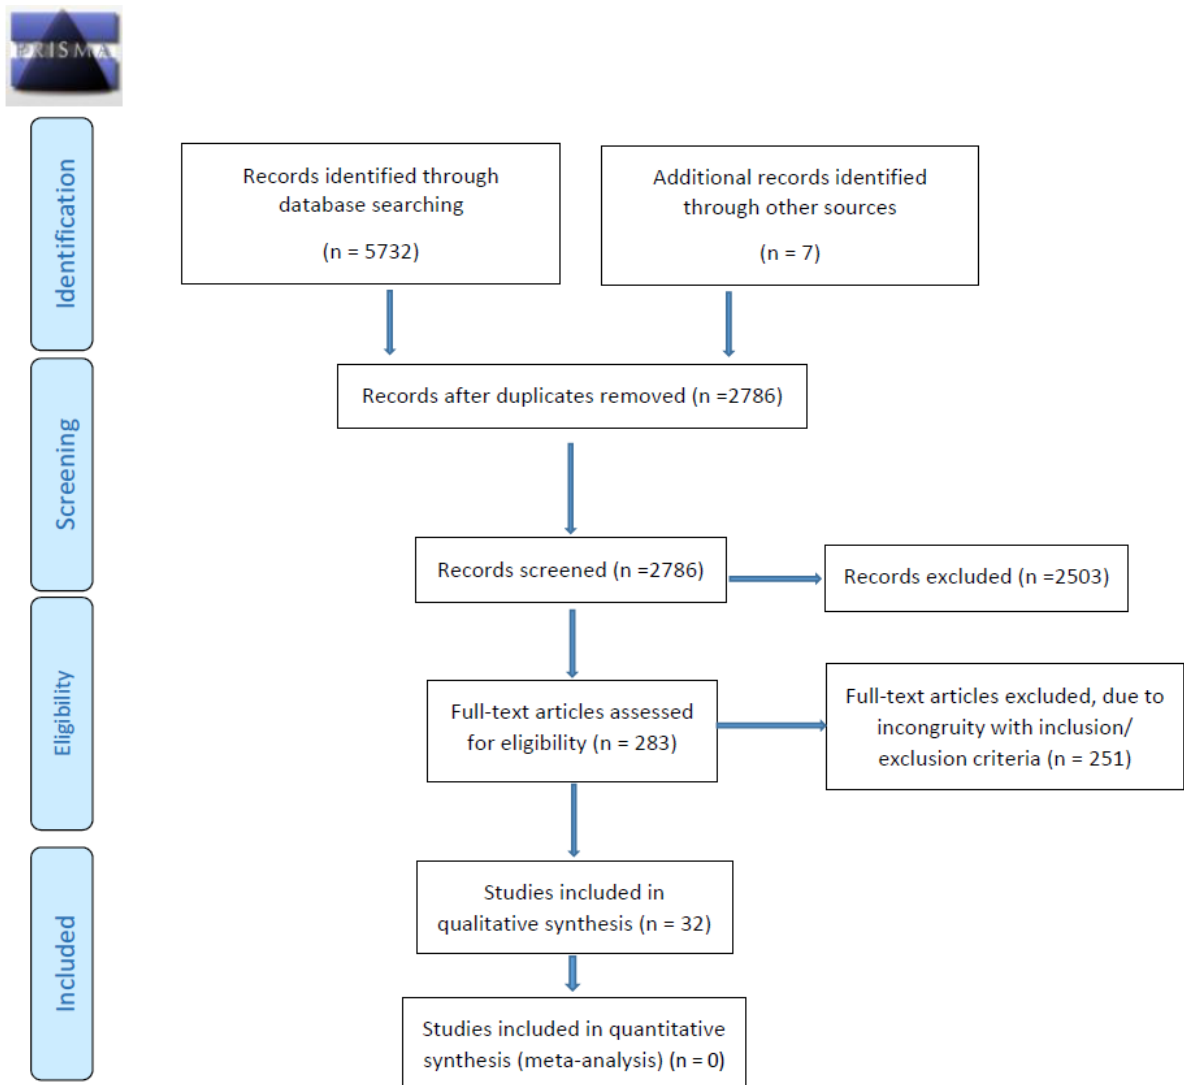 PRISMA
Identification
Records identified through
database searching
(n = 5732)
Additional records identified
through other sources
(n = 7)
Screening
Records after duplicates removed (n =2786)
Records screened (n =2786)
Records excluded (n =2503)
Eligibility
Full-text articles assessed
for eligibility (n = 283)
Full-text articles excluded, due to
incongruity with inclusion/
exclusion criteria (n = 251)
Included
Studies included in
qualitative synthesis (n = 32)
Studies included in quantitative
synthesis (meta-analysis) (n = 0)